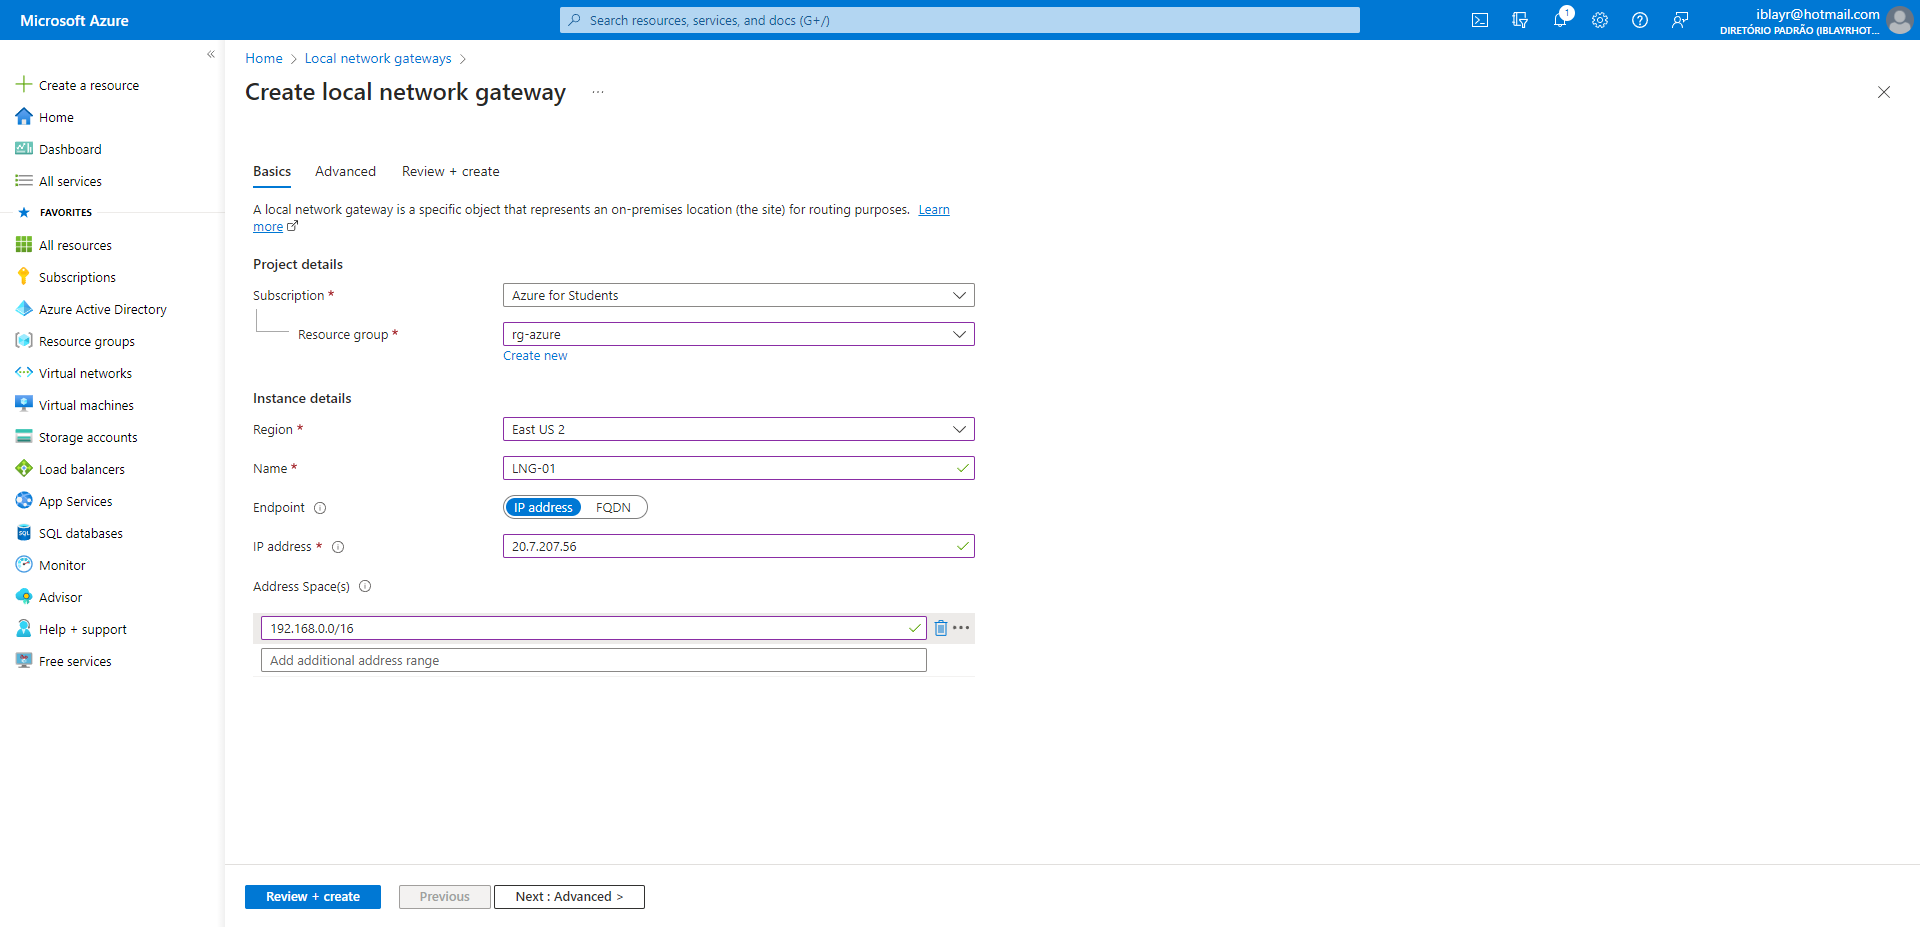 Microsoft Azure
Search resources, services, and docs (G+/)
1
iblayr@hotmail.com
DIRETÓRIO PADRÃO (IBLAYRHOT...
«
Create a resource
Home
Dashboard
All services
FAVORITES
All resources
Subscriptions
Azure Active Directory
Resource groups
Virtual networks
Virtual machines
Storage accounts
Load balancers
App Services
SQL databases
Monitor
Advisor
Help + support
Free services
Home > Local network gateways >
Create local network gateway ...
Basics Advanced Review + create
A local network gateway is a specific object that represents an on-premises location (the site) for routing purposes. Learn
more
Project details
Subscription * Azure for Students
Resource group * rg-azure
Create new
Instance details
Region * East US 2
Name * LNG-01
Endpoint IP address FQDN
IP address * 20.7.207.56
Address Space(s)
192.168.0.0/16
Add additional address range
Review + create Previous Next : Advanced >